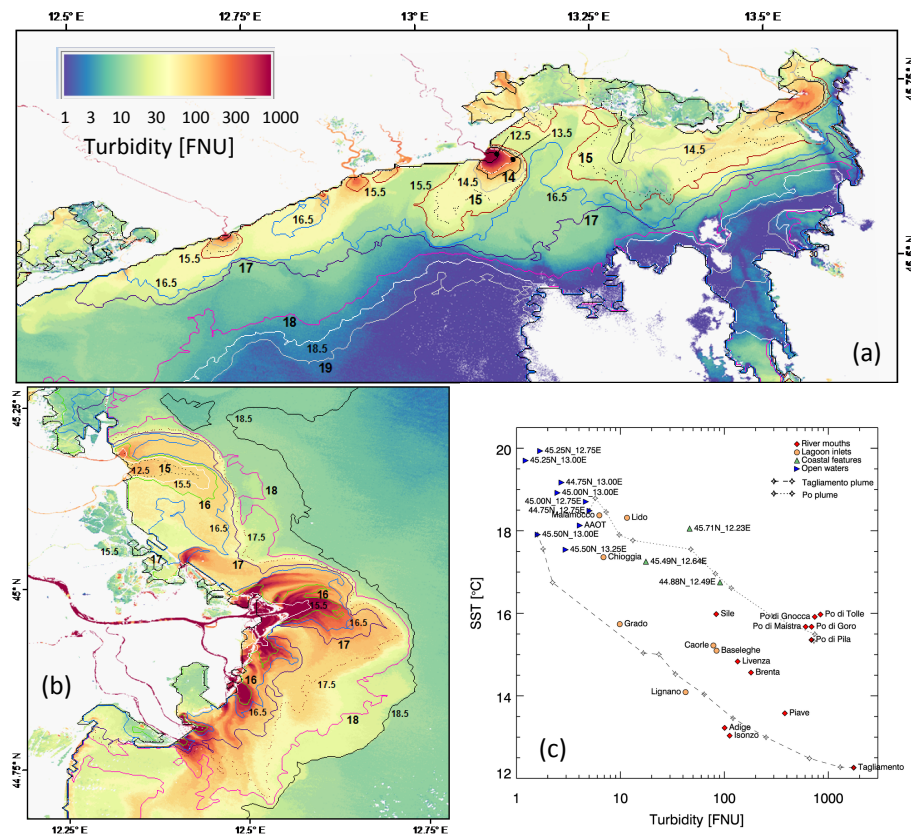 12.5° E 12.75° E 13° E 13.25° E 13.5° E
45.75° N
45.5° N
1 3 10 30 100 300 1000
Turbidity [FNU]
12.5
13.5
14.5
15
14
14.5
15
15.5
15.5
16.5
16.5
17
15.5
17
16.5
18
18.5
19
(a)
45.25° N
45° N
44.75° N
18.5
12.5
15
15.5
16
18
16.5
17.5
15.5
17
17
16
15.5
16.5
17
16
17.5
16.5
18
18.5
(b)
12.25° E 12.5° E 12.75° E
20
18
16
14
12
SST [°C]
1 10 100 1000
Turbidity [FNU]
River mouths
Lagoon inlets
Coastal features
Open waters
Tagliamento plume
Po plume
45.25N_12.75E
45.25N_13.00E
44.75N_13.00E
45.00N_13.00E
45.00N_12.75E
44.75N_12.75E
Malamocco
Lido
AAOT
45.71N_12.23E
45.50N_13.00E
45.50N_13.25E
Chioggia
45.49N_12.64E
44.88N_12.49E
Sile
Po di Gnocca
Po di Tolle
Po di Maistra
Po di Goro
Po di Pila
Grado
Caorle
Baseleghe
Livenza
Brenta
Lignano
Piave
Adige
Isonzo
Tagliamento
(c)